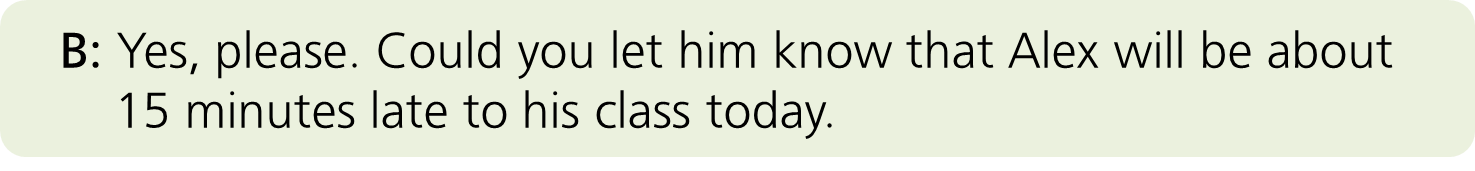 B: Yes, please. Could you let him know that Alex will be about
15 minutes late to his class today.